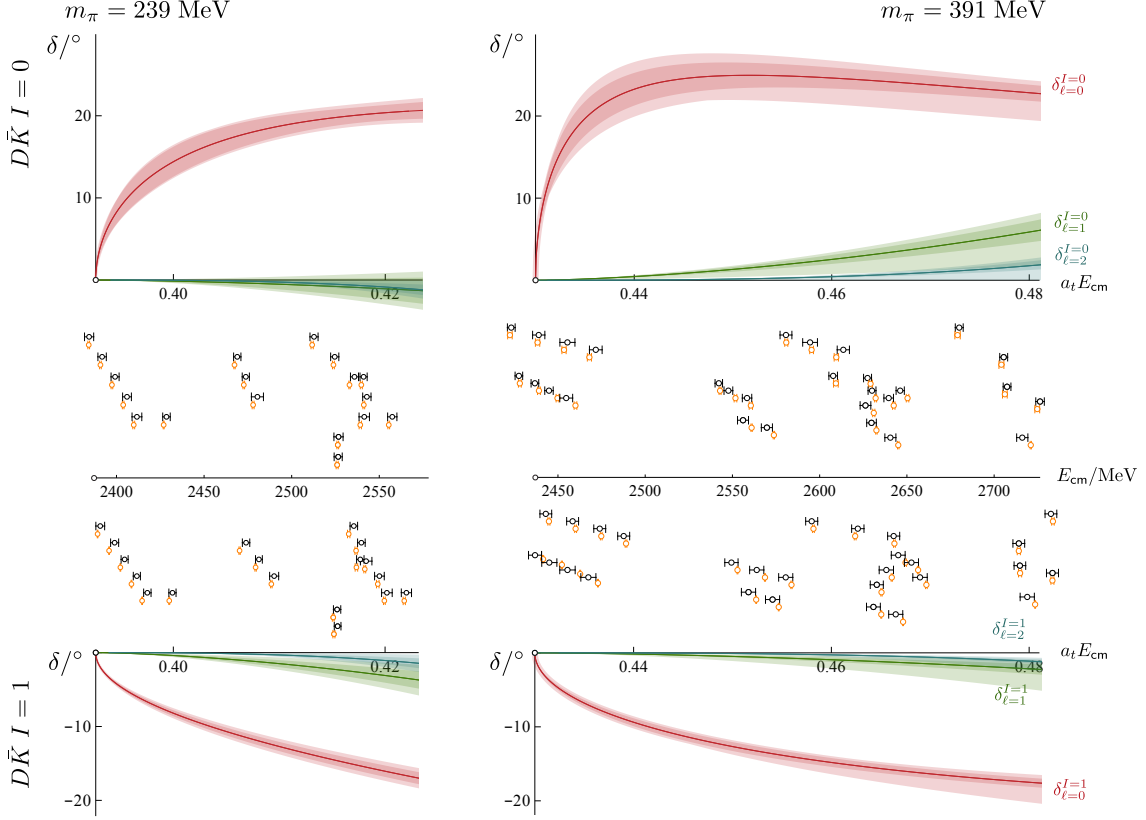 m_π = 239 MeV
m_π = 391 MeV
DK̄ I = 0
δ/°
20
10
0.40
0.42
δ/°
20
10
0.44
0.46
0.48
a_t E_cm
δ^{I=0}_{ℓ=0}
δ^{I=0}_{ℓ=1}
δ^{I=0}_{ℓ=2}
2400
2450
2500
2550
2450
2500
2550
2600
2650
2700
E_cm/MeV
DK̄ I = 1
δ/°
0.40
0.42
−10
−20
δ/°
0.44
0.46
0.48
−10
−20
a_t E_cm
δ^{I=1}_{ℓ=2}
δ^{I=1}_{ℓ=1}
δ^{I=1}_{ℓ=0}